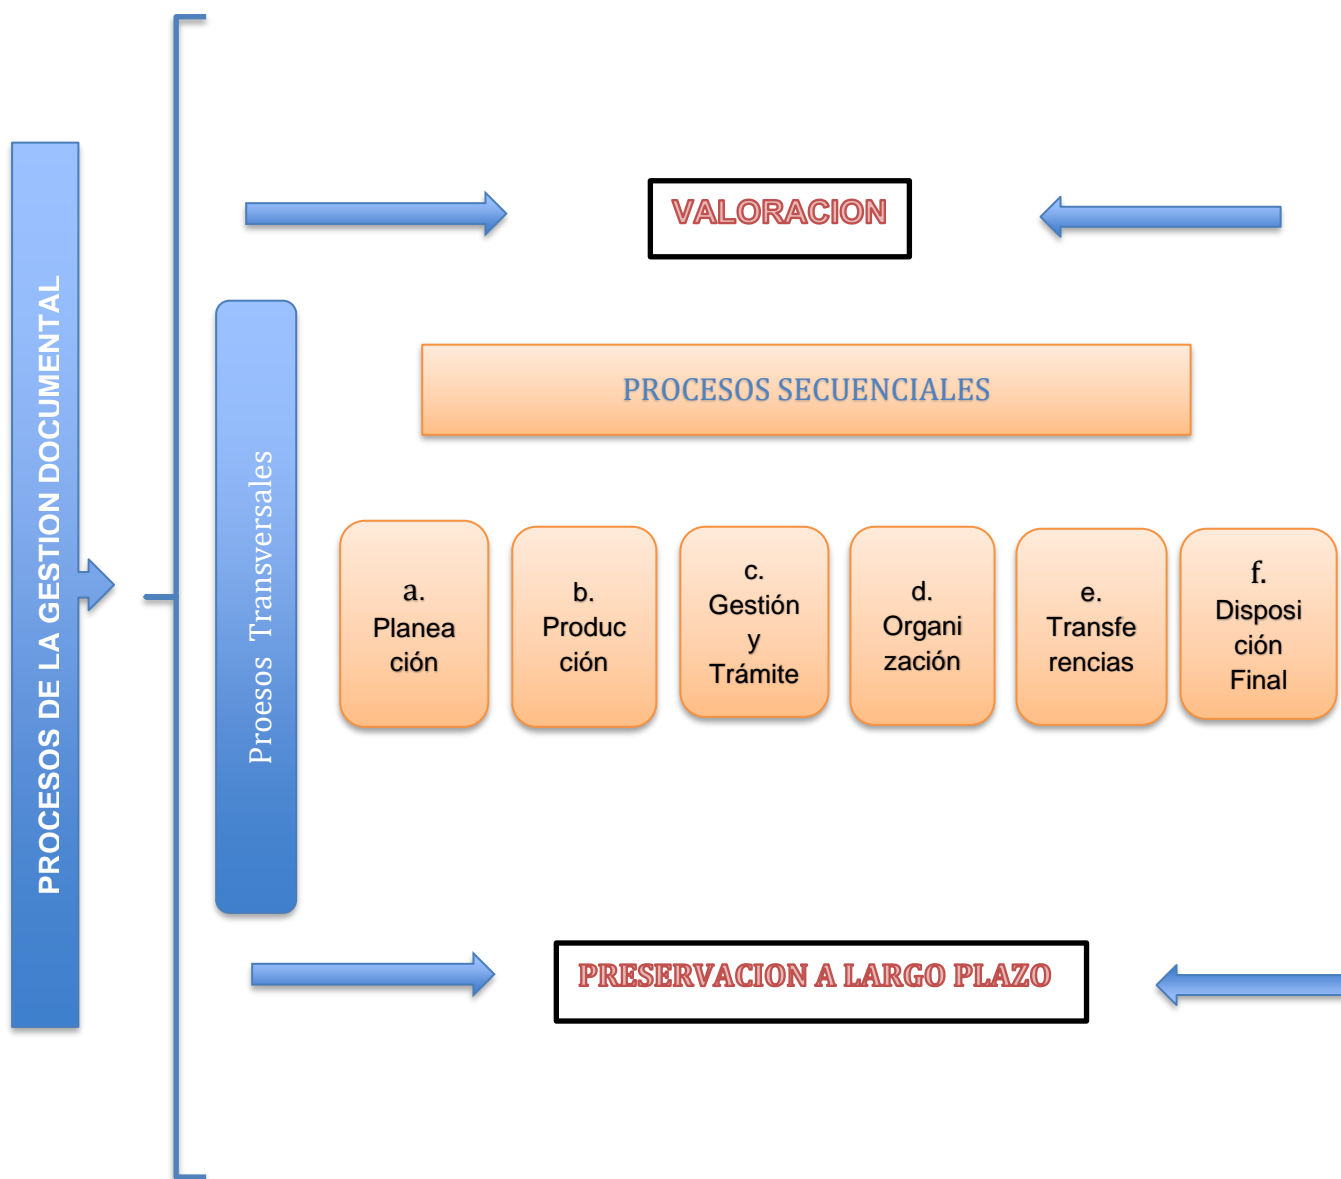 PROCESOS DE LA GESTION DOCUMENTAL
VALORACION
Proesos Transversales
PROCESOS SECUENCIALES
a.
Planea
ción
b.
Produc
ción
c.
Gestión
y
Trámite
d.
Organi
zación
e.
Transfe
rencias
f.
Disposi
ción
Final
PRESERVACION A LARGO PLAZO